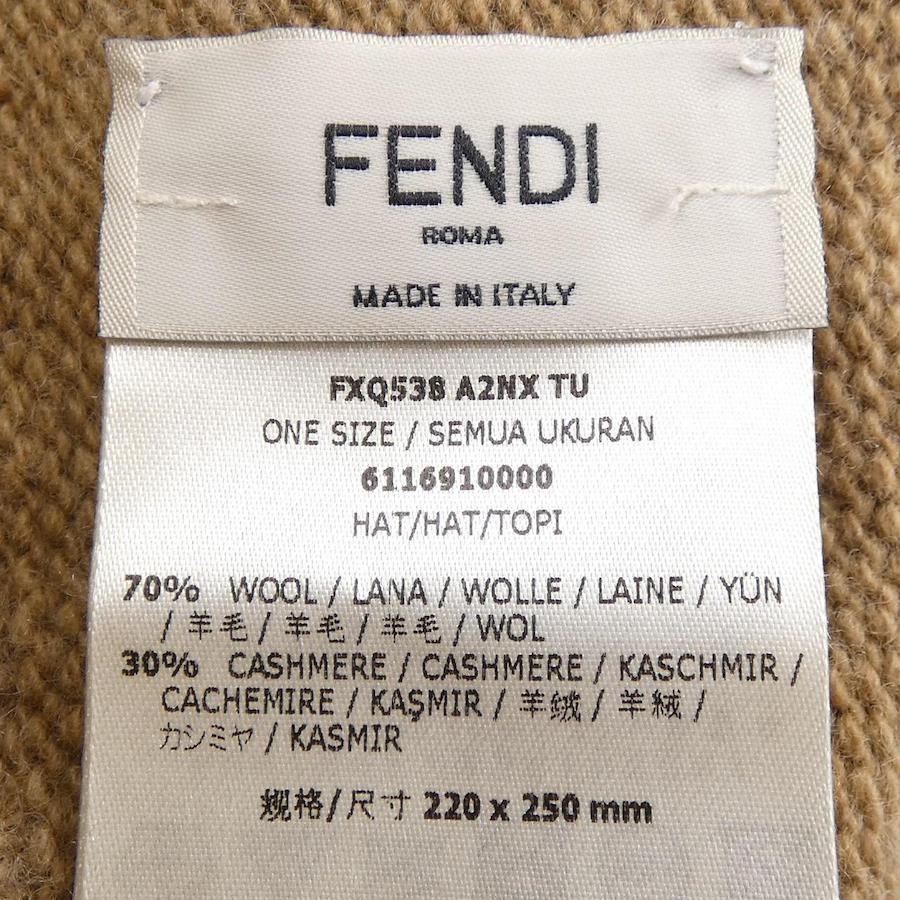 FENDI
ROMA
MADE IN ITALY
FXQ538 A2NX TU
ONE SIZE / SEMUA UKURAN
6116910000
HAT/HAT/TOPI
70% WOOL / LANA / WOLLE / LAINE / YÜN
/ 羊毛 / 羊毛 / 羊毛 / WOL
30% CASHMERE / CASHMERE / KASCHMIR /
CACHEMIRE / KAŞMIR / 羊绒 / 羊絨 /
カシミヤ / KASMIR
规格/尺寸 220 x 250 mm